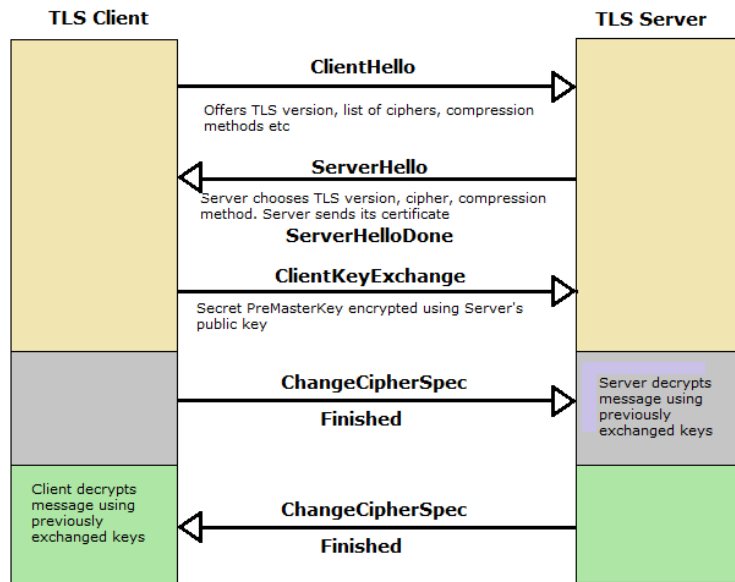 TLS Client
TLS Server
ClientHello
Offers TLS version, list of ciphers, compression
methods etc
ServerHello
Server chooses TLS version, cipher, compression
method. Server sends its certificate
ServerHelloDone
ClientKeyExchange
Secret PreMasterKey encrypted using Server's
public key
ChangeCipherSpec
Finished
Server decrypts
message using
previously
exchanged keys
Client decrypts
message using
previously
exchanged keys
ChangeCipherSpec
Finished